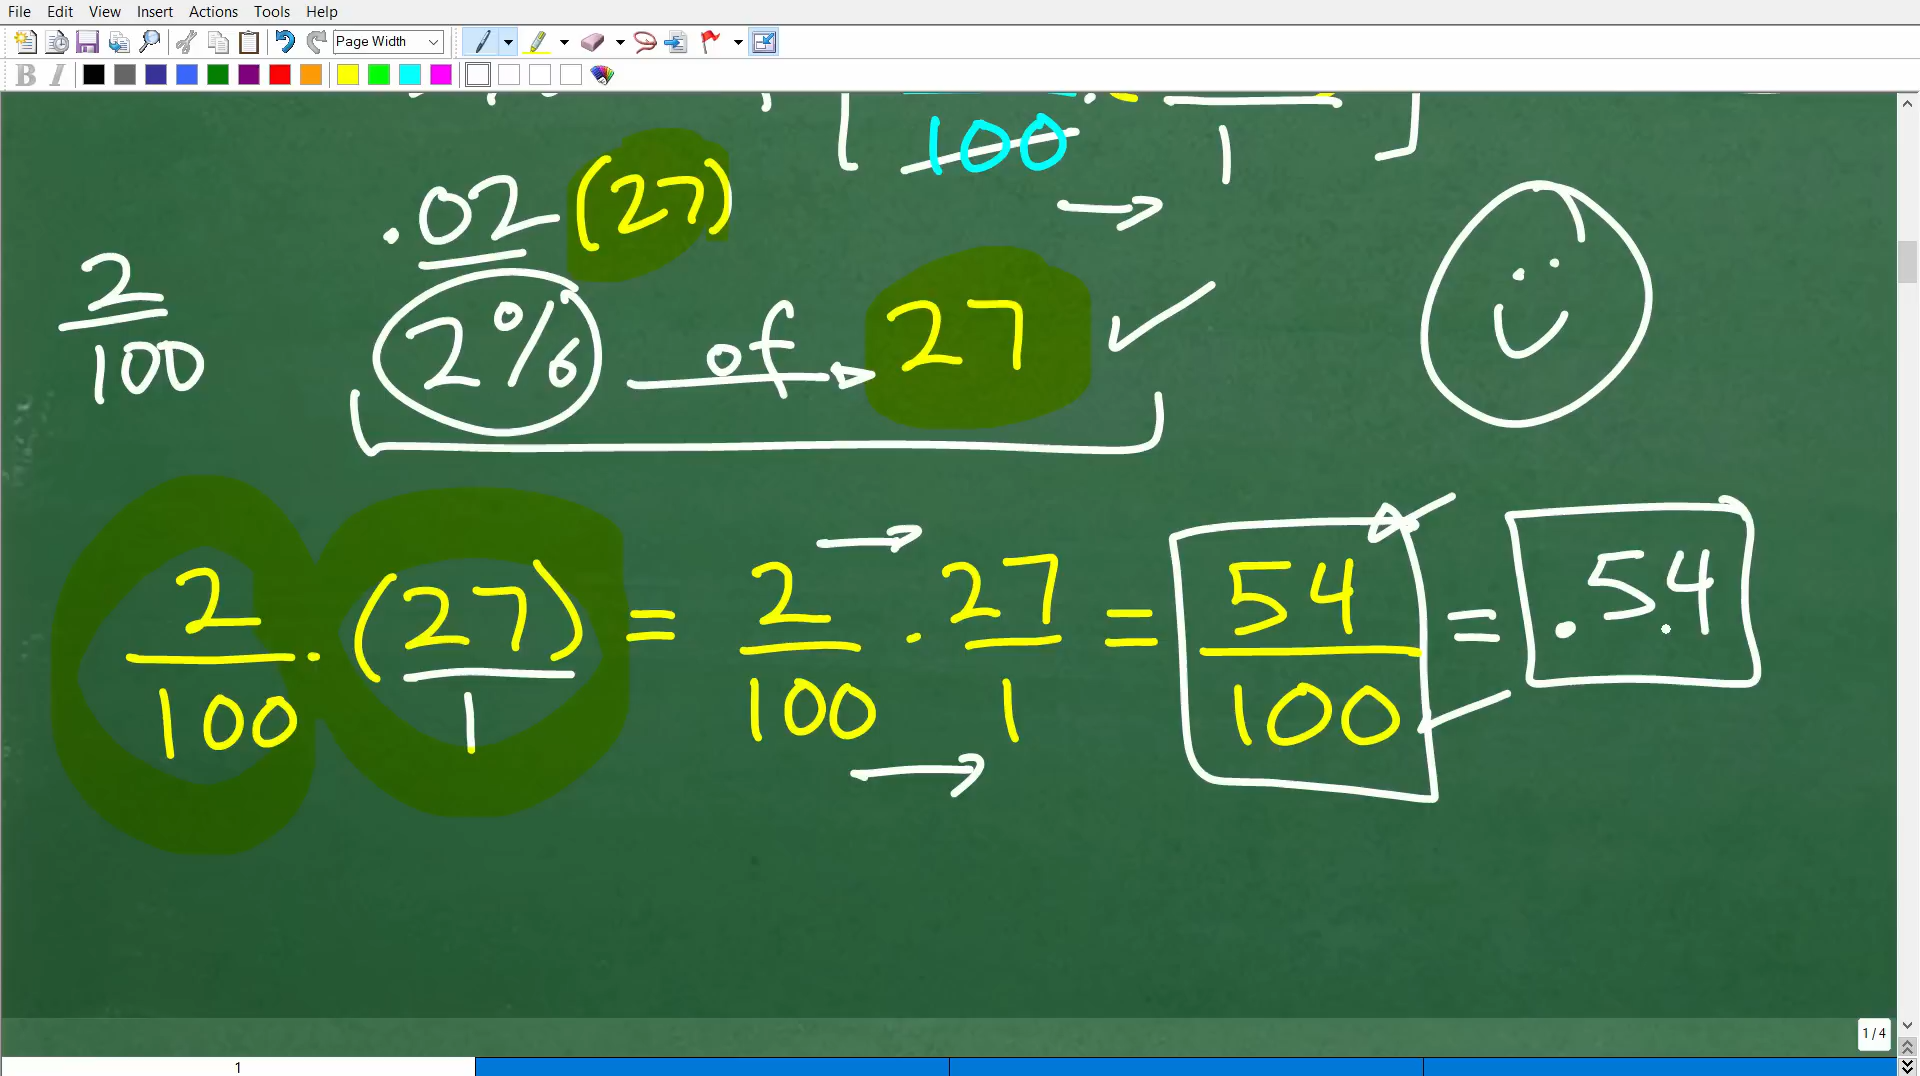 File Edit View Insert Actions Tools Help
Page Width
B I
100 1
.02 (27)
2/100
2% of 27
2/100 · (27)/1 = 2/100 · 27/1 = 54/100 = .54
1/4
1